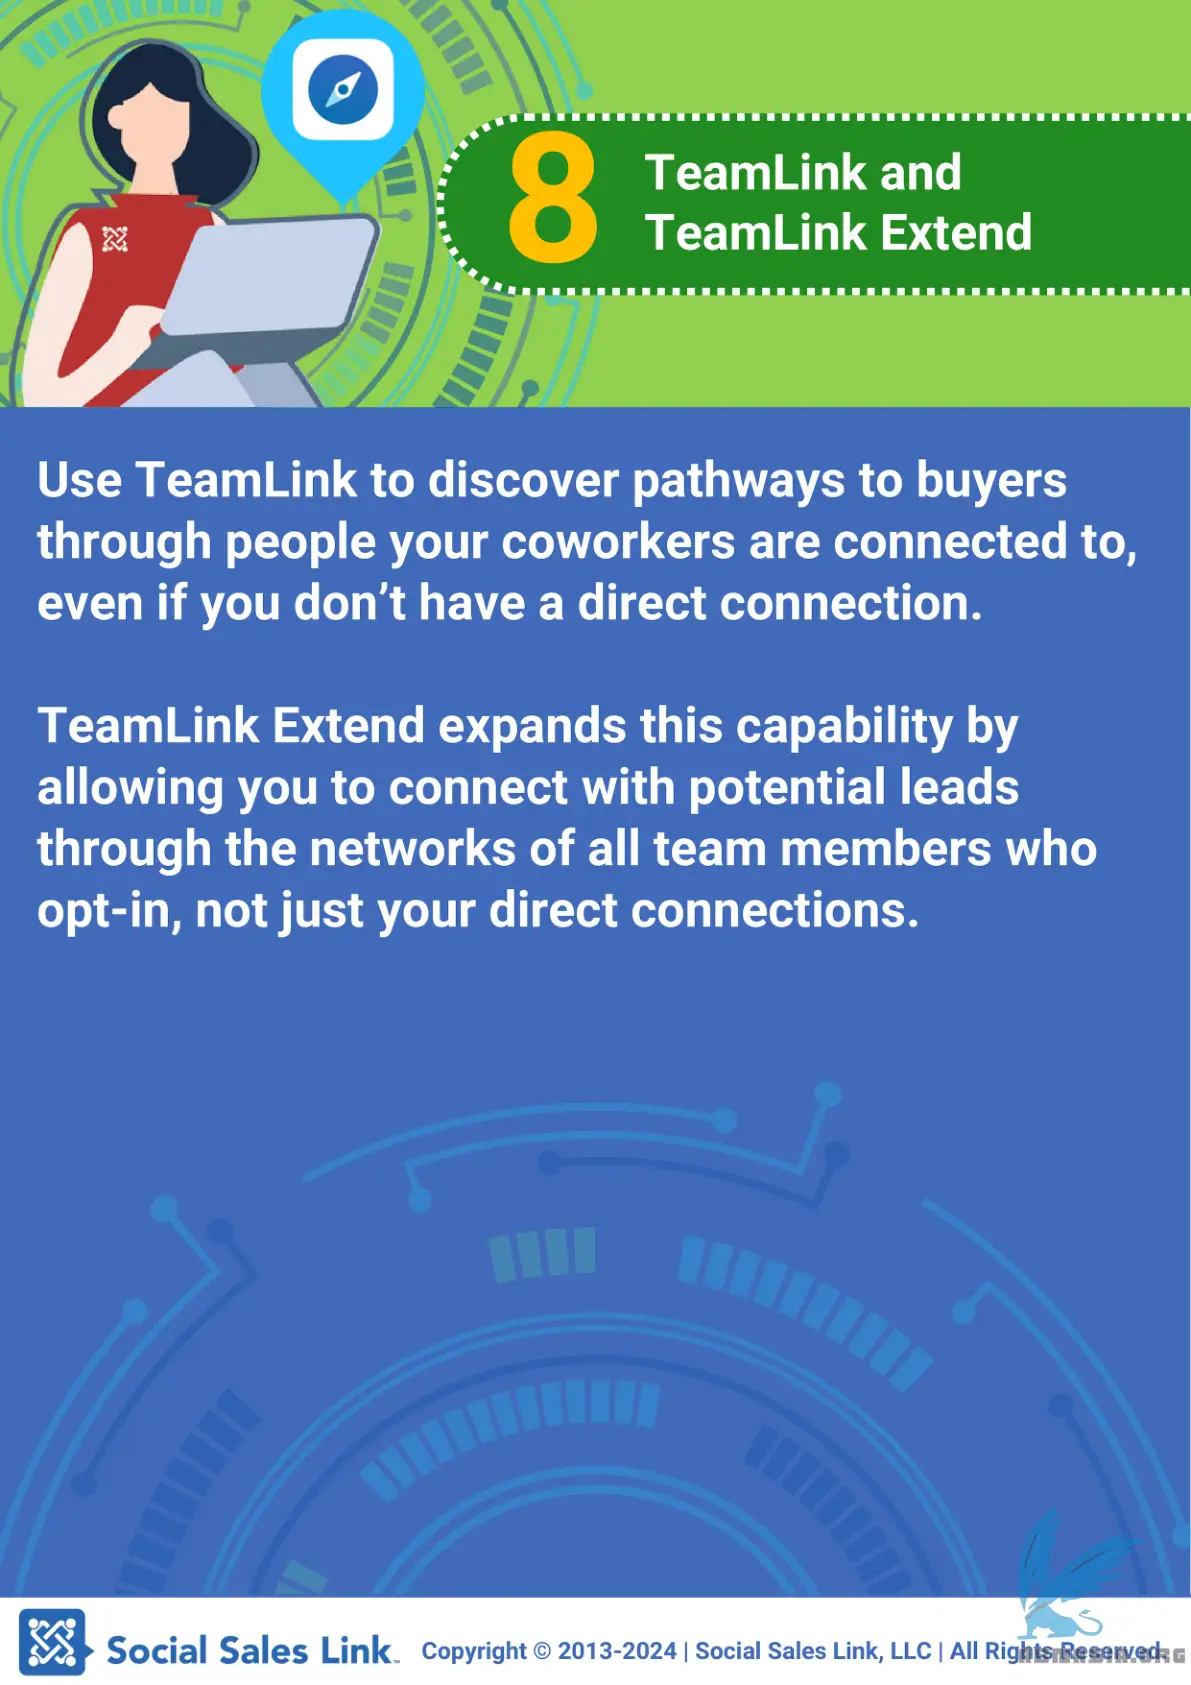 8
TeamLink and
TeamLink Extend
Use TeamLink to discover pathways to buyers
through people your coworkers are connected to,
even if you don’t have a direct connection.
TeamLink Extend expands this capability by
allowing you to connect with potential leads
through the networks of all team members who
opt-in, not just your direct connections.
Social Sales Link™
Copyright © 2013-2024 | Social Sales Link, LLC | All Rights Reserved.